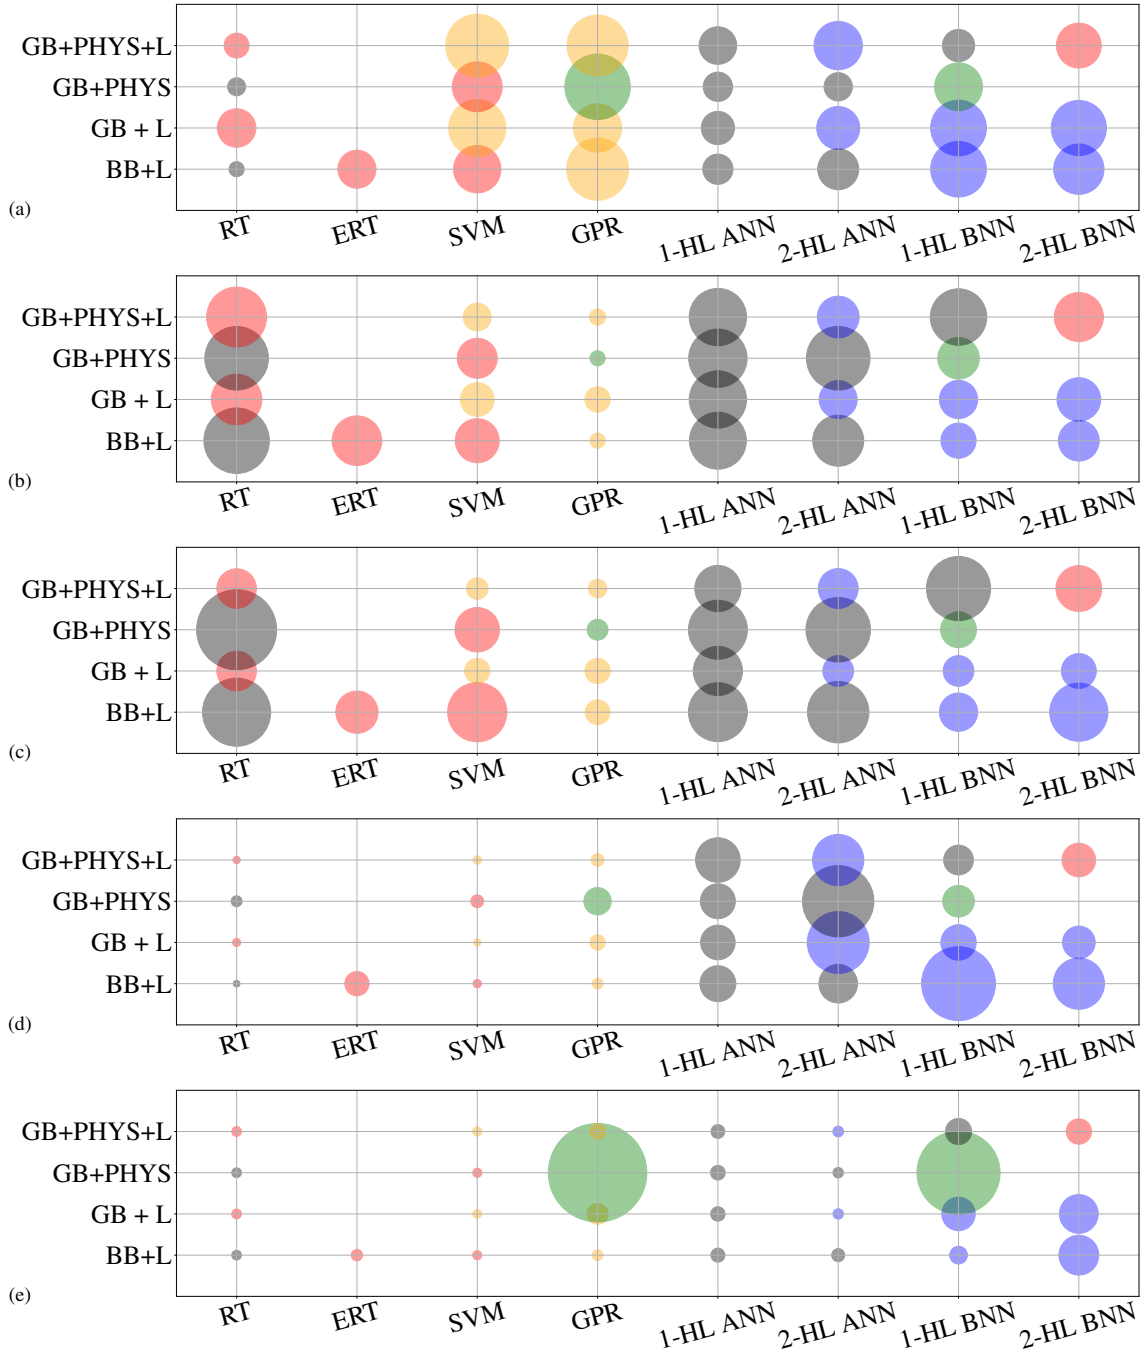 GB+PHYS+L
GB+PHYS
GB + L
BB+L
(a)
RT ERT SVM GPR 1-HL ANN 2-HL ANN 1-HL BNN 2-HL BNN
GB+PHYS+L
GB+PHYS
GB + L
BB+L
(b)
RT ERT SVM GPR 1-HL ANN 2-HL ANN 1-HL BNN 2-HL BNN
GB+PHYS+L
GB+PHYS
GB + L
BB+L
(c)
RT ERT SVM GPR 1-HL ANN 2-HL ANN 1-HL BNN 2-HL BNN
GB+PHYS+L
GB+PHYS
GB + L
BB+L
(d)
RT ERT SVM GPR 1-HL ANN 2-HL ANN 1-HL BNN 2-HL BNN
GB+PHYS+L
GB+PHYS
GB + L
BB+L
(e)
RT ERT SVM GPR 1-HL ANN 2-HL ANN 1-HL BNN 2-HL BNN